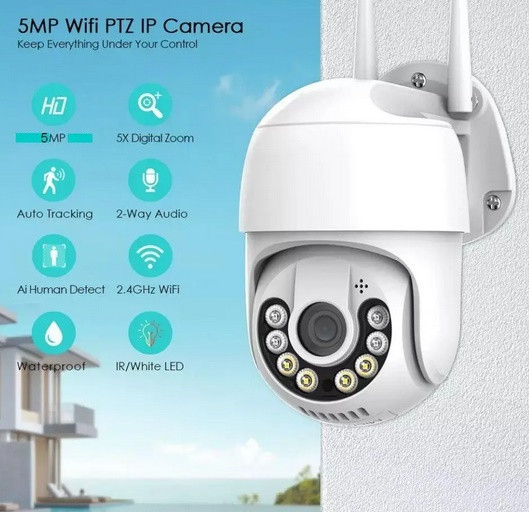 5MP Wifi PTZ IP Camera
Keep Everything Under Your Control
HD
5MP
5X Digital Zoom
Auto Tracking
2-Way Audio
Ai Human Detect
2.4GHz WiFi
Waterproof
IR/White LED